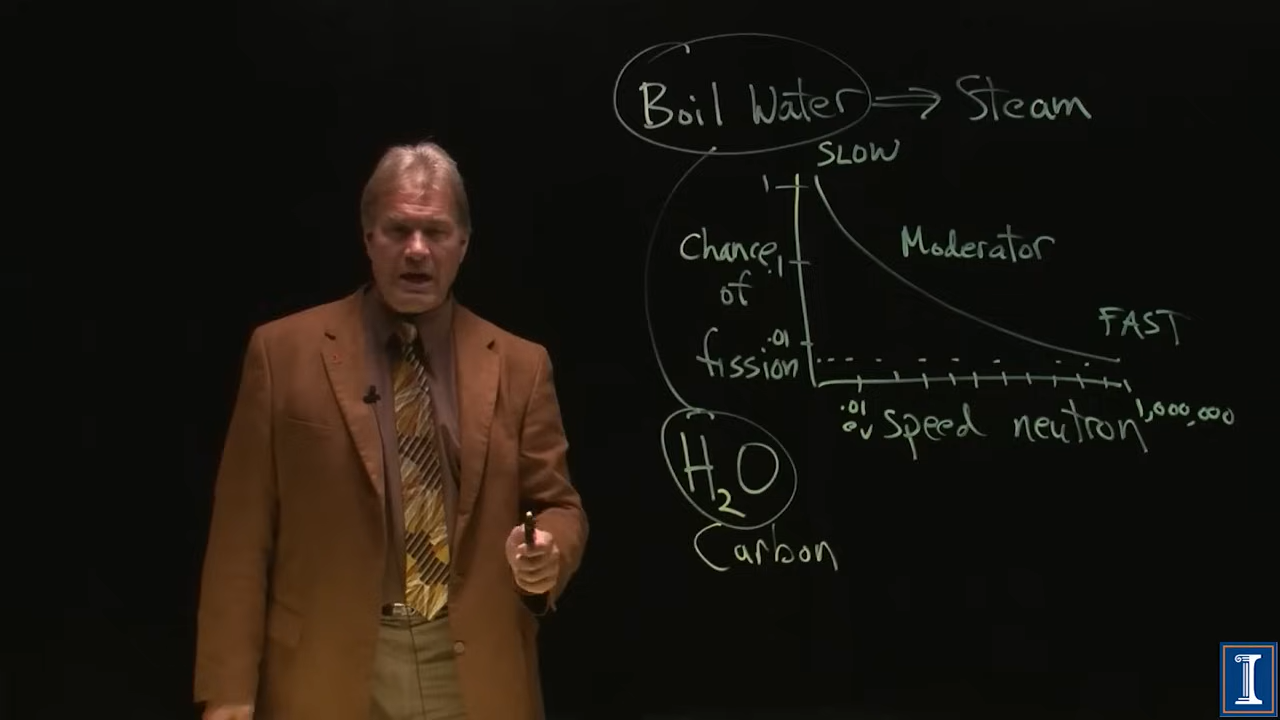 Boil Water ⇒ Steam
SLOW
1
Moderator
Chance .1
of
FAST
.01
fission
.01
ev
speed neutron
1,000,000
H₂O
Carbon
I